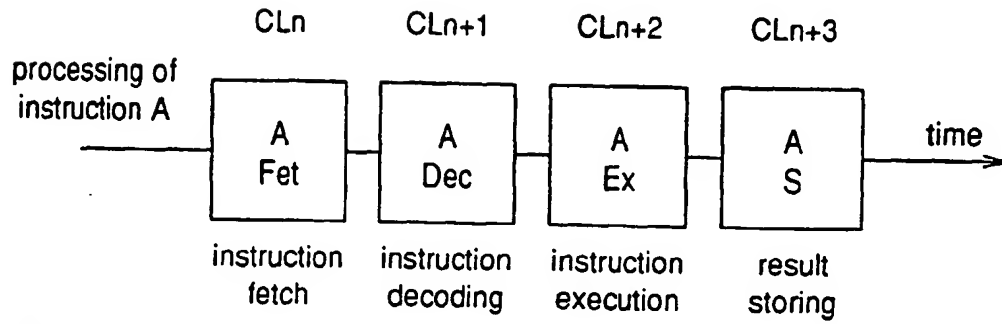 CLn CLn+1 CLn+2 CLn+3
processing of
instruction A
A A A A
Fet Dec Ex S
time
instruction instruction instruction result
fetch decoding execution storing